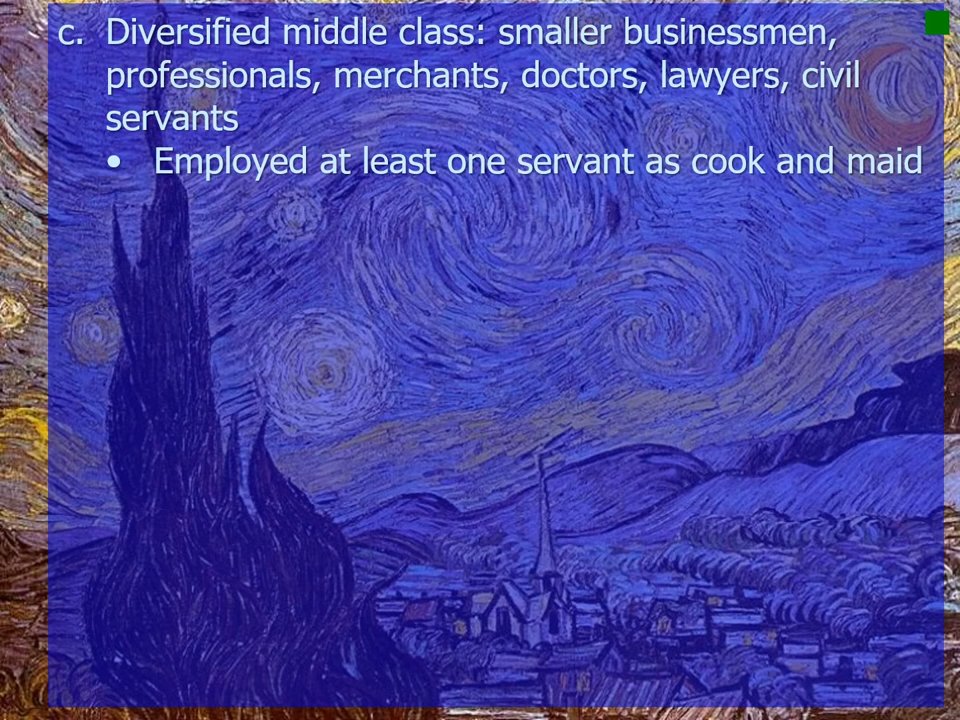 c. Diversified middle class: smaller businessmen,
professionals, merchants, doctors, lawyers, civil
servants
• Employed at least one servant as cook and maid